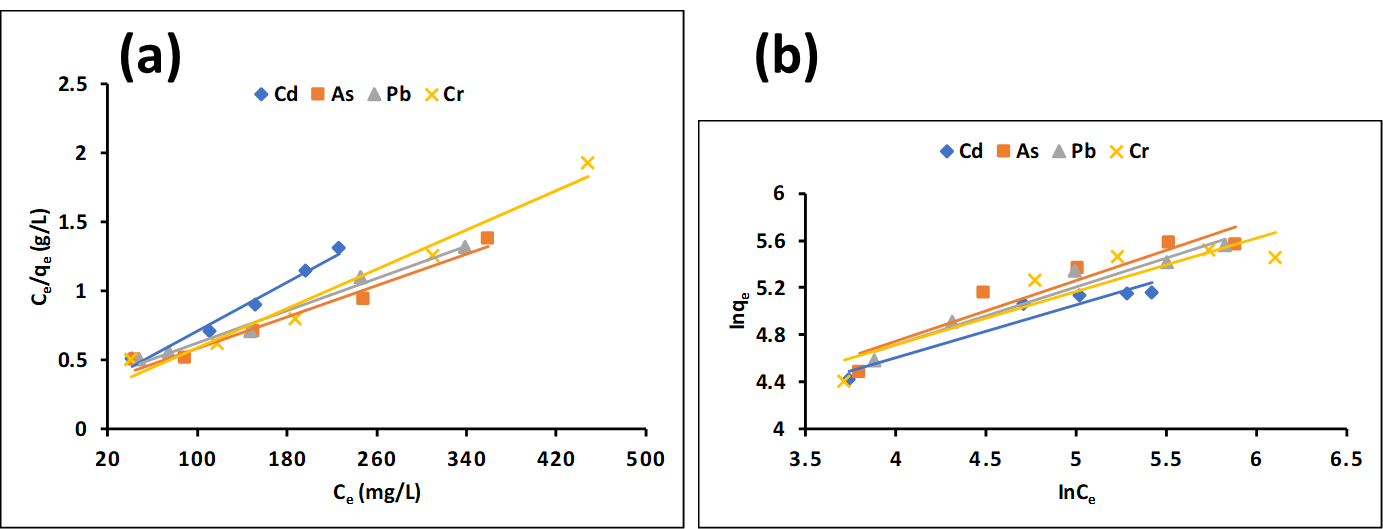 (a)
Cd As Pb Cr
2.5
2
1.5
1
0.5
0
20 100 180 260 340 420 500
Ce (mg/L)
Ce/qe (g/L)
(b)
Cd As Pb Cr
6
5.6
5.2
4.8
4.4
4
3.5 4 4.5 5 5.5 6 6.5
lnCe
lnqe